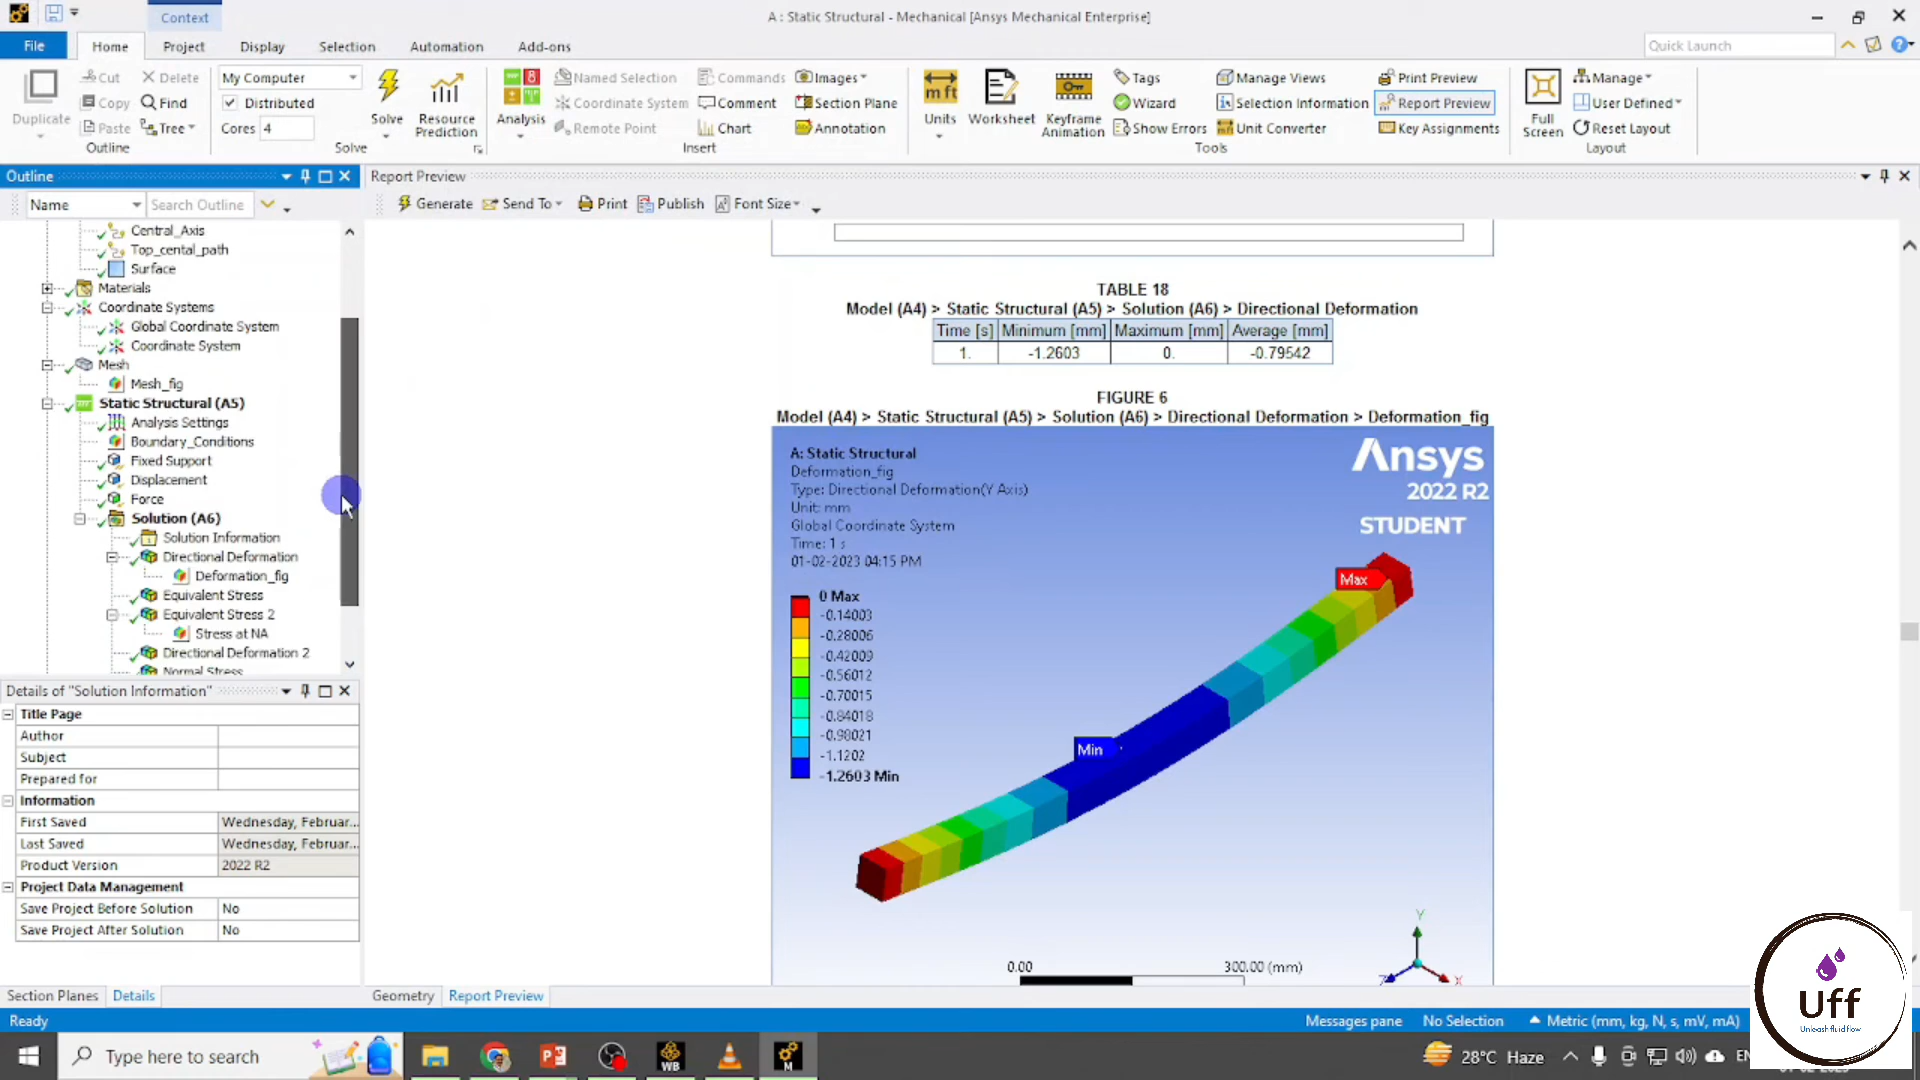 Context
A : Static Structural - Mechanical [Ansys Mechanical Enterprise]
File Home Project Display Selection Automation Add-ons Quick Launch
Duplicate
Cut Delete
Copy Find
Paste Tree
Outline
My Computer
Distributed
Cores 4
Solve
Resource Prediction
Solve
Analysis
Named Selection Commands Images
Coordinate System Comment Section Plane
Remote Point Chart Annotation
Insert
Units
Worksheet
Keyframe Animation
Tags Manage Views Print Preview
Wizard Selection Information Report Preview
Show Errors Unit Converter Key Assignments
Tools
Full Screen
Manage
User Defined
Reset Layout
Layout
Outline
Name Search Outline
Central_Axis
Top_cental_path
Surface
Materials
Coordinate Systems
Global Coordinate System
Coordinate System
Mesh
Mesh_fig
Static Structural (A5)
Analysis Settings
Boundary_Conditions
Fixed Support
Displacement
Force
Solution (A6)
Solution Information
Directional Deformation
Deformation_fig
Equivalent Stress
Equivalent Stress 2
Stress at NA
Directional Deformation 2
Normal Stress
Details of "Solution Information"
Title Page
Author
Subject
Prepared for
Information
First Saved Wednesday, Februar...
Last Saved Wednesday, Februar...
Product Version 2022 R2
Project Data Management
Save Project Before Solution No
Save Project After Solution No
Section Planes Details
Report Preview
Generate Send To Print Publish Font Size
TABLE 18
Model (A4) > Static Structural (A5) > Solution (A6) > Directional Deformation
Time [s] Minimum [mm] Maximum [mm] Average [mm]
1. -1.2603 0. -0.79542
FIGURE 6
Model (A4) > Static Structural (A5) > Solution (A6) > Directional Deformation > Deformation_fig
A: Static Structural
Deformation_fig
Type: Directional Deformation(Y Axis)
Unit: mm
Global Coordinate System
Time: 1 s
01-02-2023 04:15 PM
Ansys
2022 R2
STUDENT
0 Max
-0.14003
-0.28006
-0.42009
-0.56012
-0.70015
-0.84018
-0.98021
-1.1202
-1.2603 Min
Max
Min
0.00 300.00 (mm)
Y
Z
X
Geometry Report Preview
Ready
Messages pane No Selection Metric (mm, kg, N, s, mV, mA)
Type here to search
WB
M
28°C Haze
Uff
Unleash fluid flow